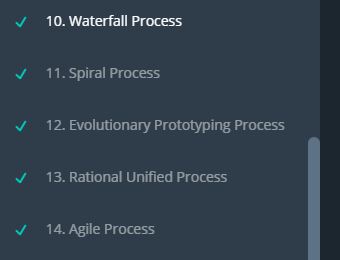 10. Waterfall Process
11. Spiral Process
12. Evolutionary Prototyping Process
13. Rational Unified Process
14. Agile Process